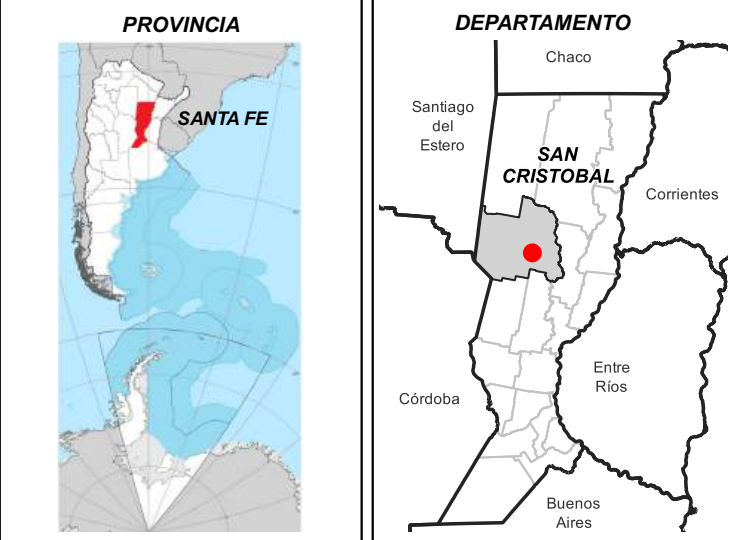 PROVINCIA
SANTA FE
DEPARTAMENTO
Chaco
Santiago
del
Estero
SAN
CRISTOBAL
Corrientes
Entre
Ríos
Córdoba
Buenos
Aires